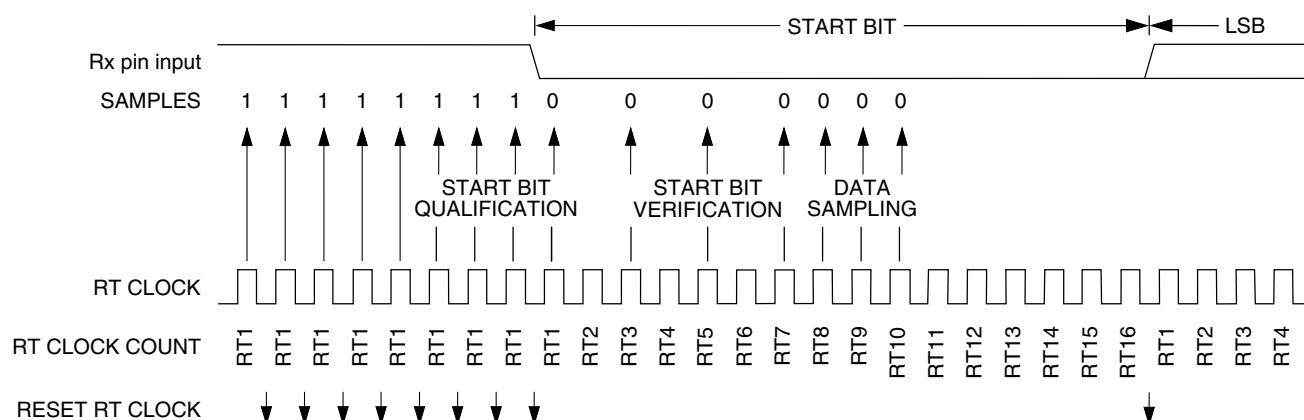 START BIT LSB
Rx pin input
SAMPLES 1 1 1 1 1 1 1 1 0 0 0 0 0 0 0
START BIT START BIT DATA
QUALIFICATION VERIFICATION SAMPLING
RT CLOCK
RT CLOCK COUNT RT1 RT1 RT1 RT1 RT1 RT1 RT1 RT1 RT1 RT2 RT3 RT4 RT5 RT6 RT7 RT8 RT9 RT10 RT11 RT12 RT13 RT14 RT15 RT16 RT1 RT2 RT3 RT4
RESET RT CLOCK